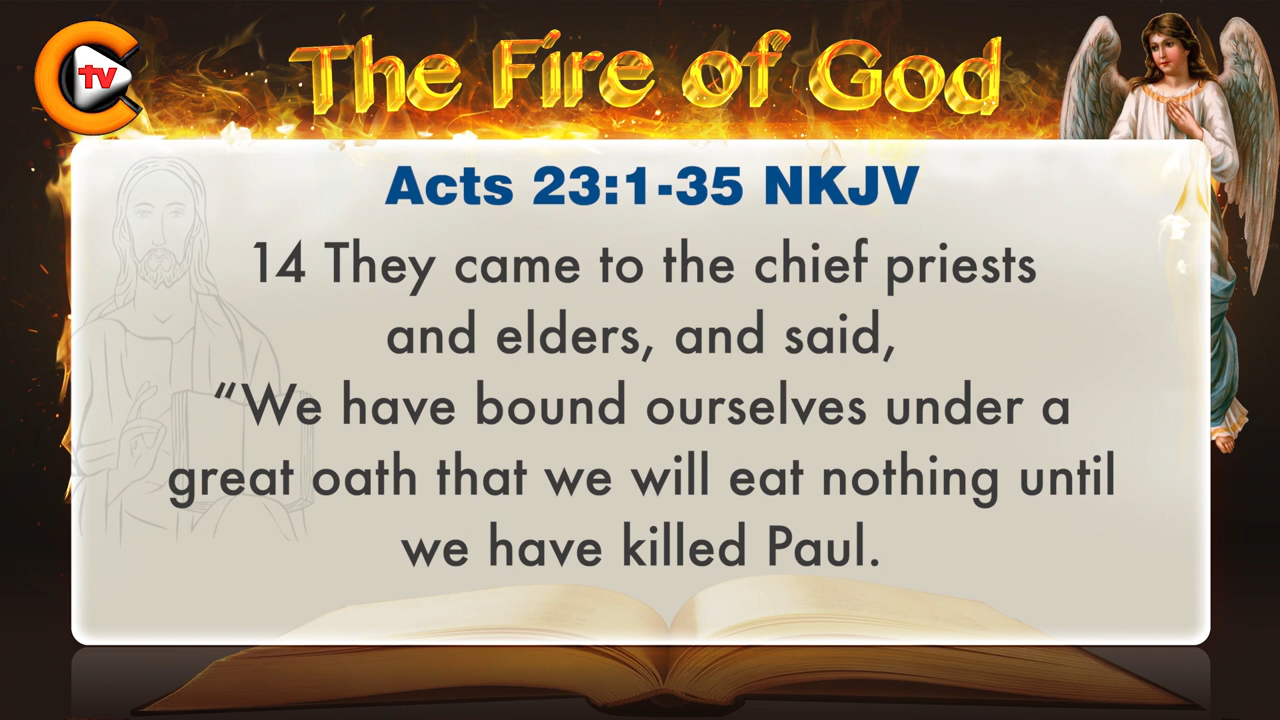 tv
The Fire of God
Acts 23:1-35 NKJV
14 They came to the chief priests
and elders, and said,
“We have bound ourselves under a
great oath that we will eat nothing until
we have killed Paul.